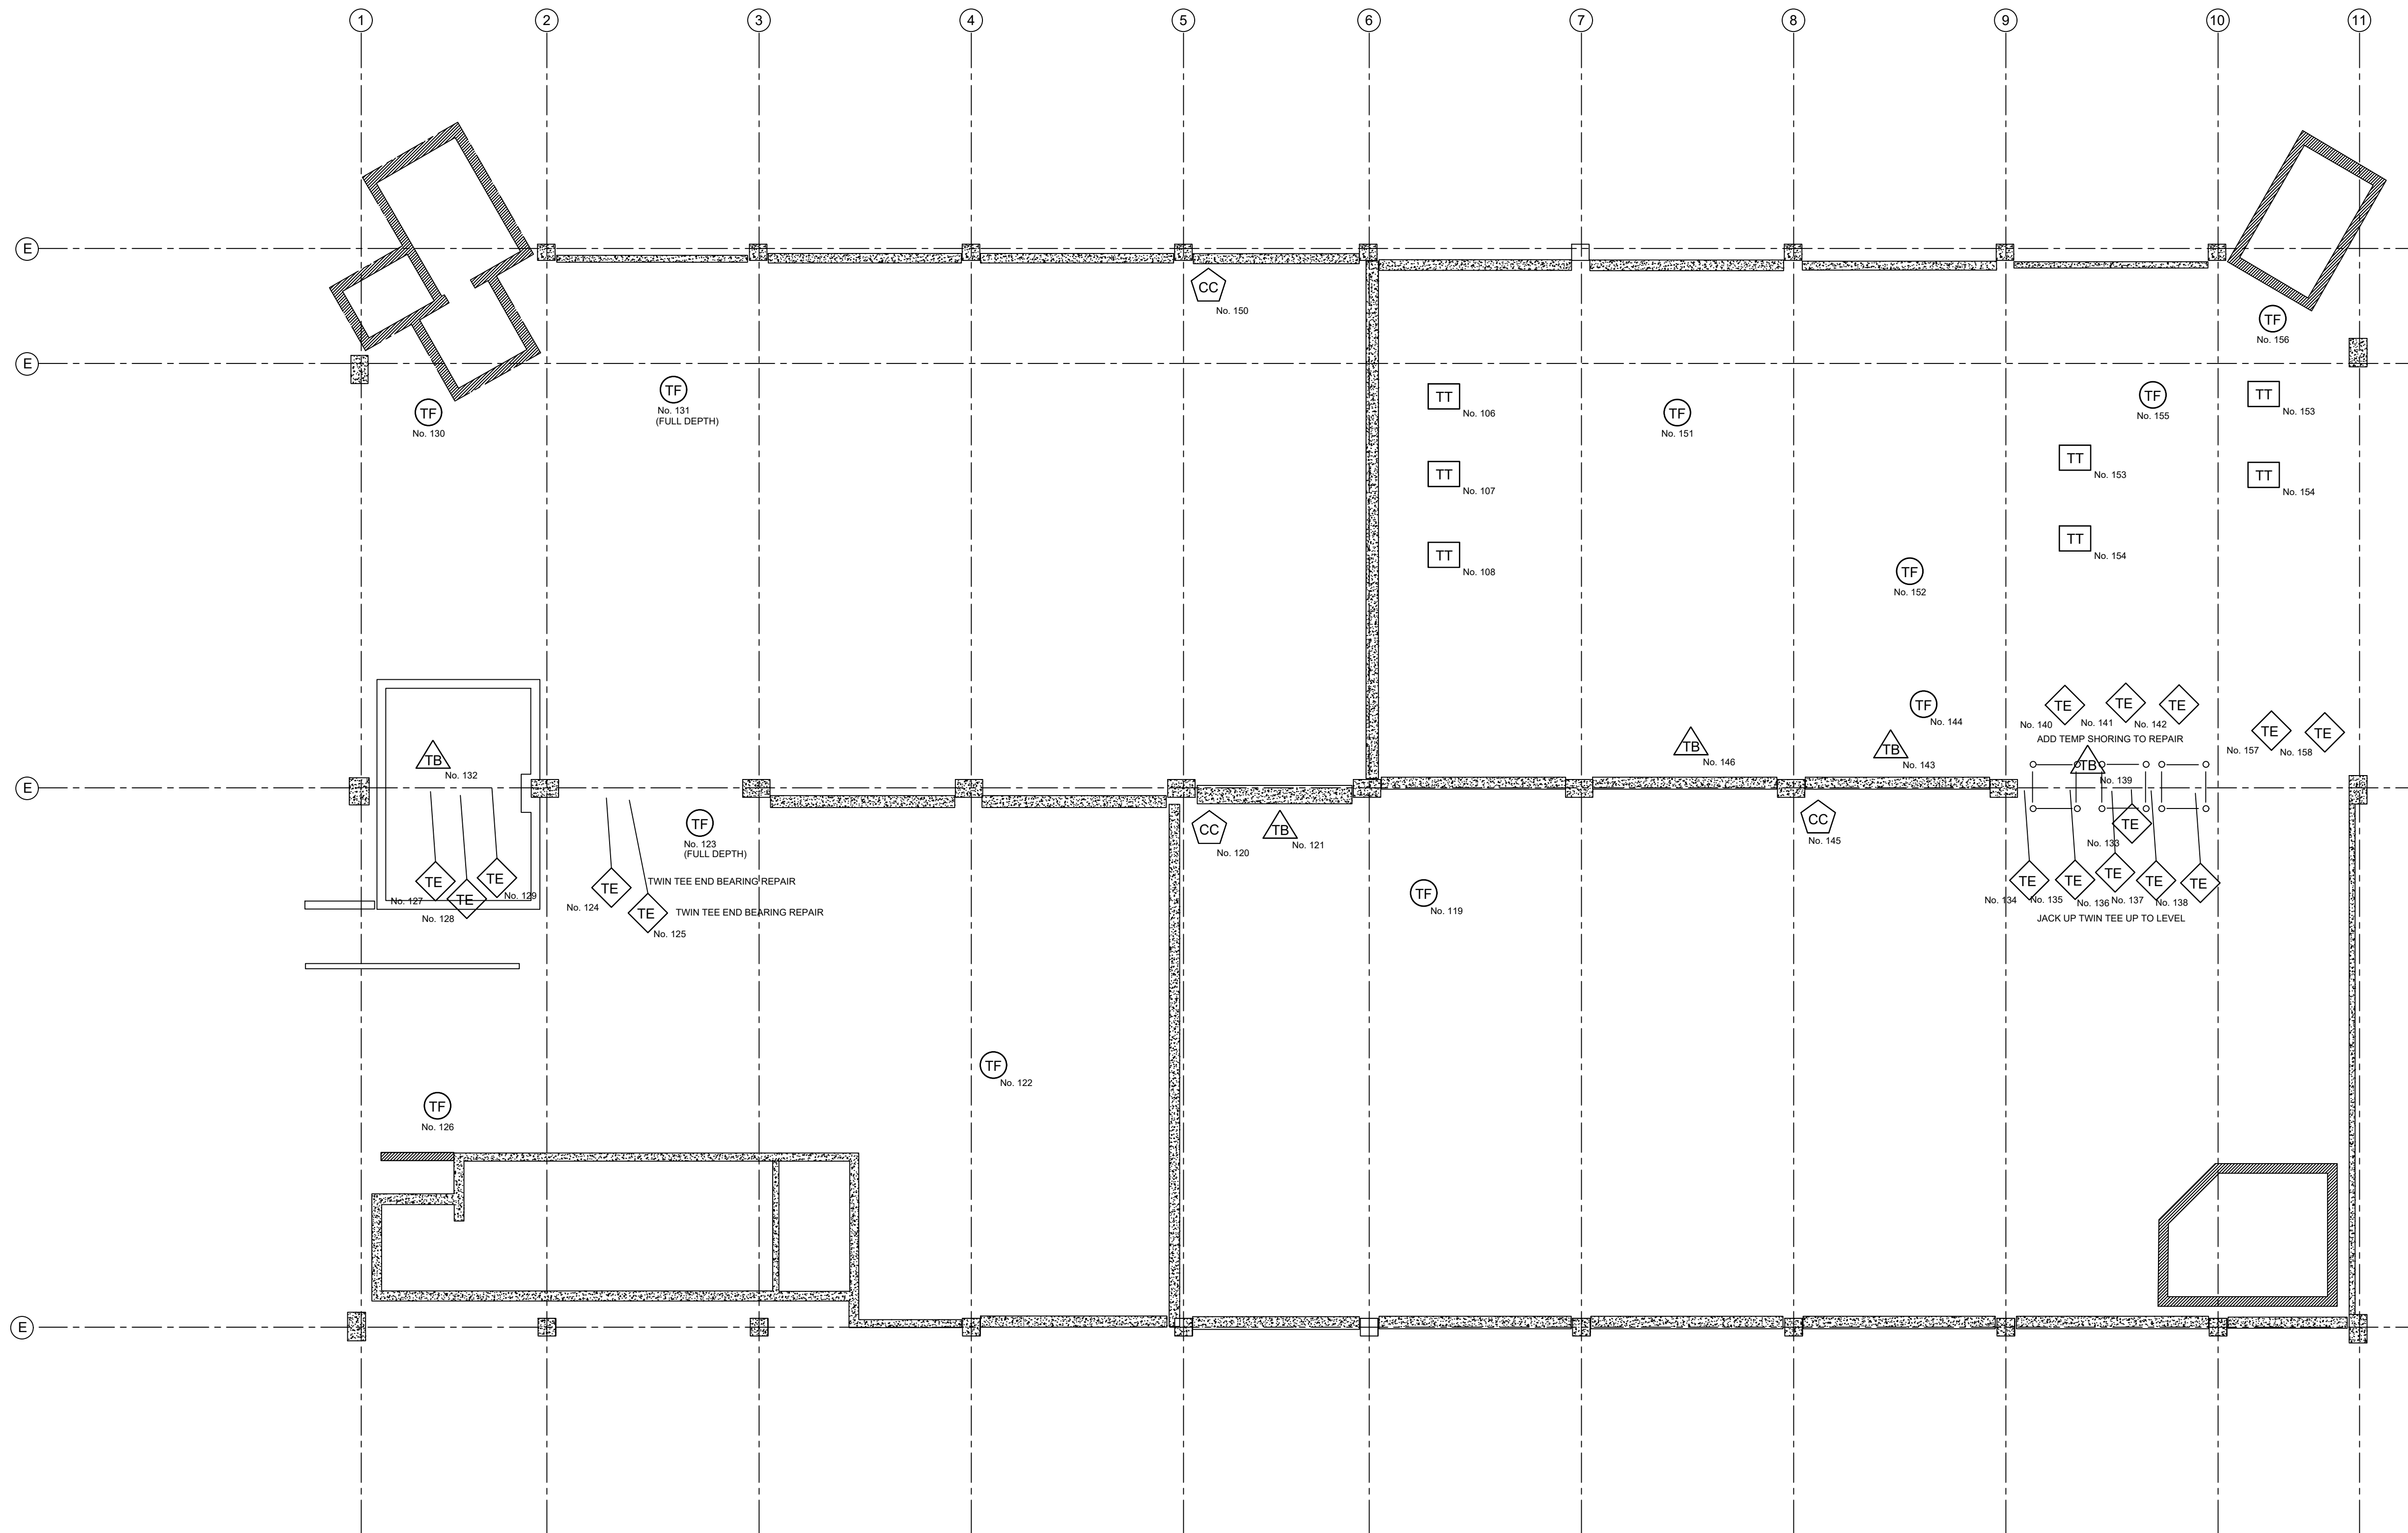 1 2 3 4 5 6 7 8 9 10 11
E
CC
No. 150
TF
No. 156
E
TF
No. 130
TF
No. 131
(FULL DEPTH)
TT
No. 106
TF
No. 151
TF
No. 155
TT
No. 153
TT
No. 153
TT
No. 107
TT
No. 154
TT
No. 108
TT
No. 154
TF
No. 152
TF
No. 144
TE
No. 140
TE
No. 141
TE
No. 142
TE
No. 157
TE
No. 158
ADD TEMP SHORING TO REPAIR
TB
No. 132
TB
No. 146
TB
No. 143
TB
No. 139
E
TF
No. 123
(FULL DEPTH)
CC
No. 120
TB
No. 121
CC
No. 145
TE
No. 133
TE
No. 127
TE
No. 128
TE
No. 129
TE
No. 124
TWIN TEE END BEARING REPAIR
TE
No. 125
TWIN TEE END BEARING REPAIR
TF
No. 119
TE
No. 134
TE
No. 135
TE
No. 136
TE
No. 137
TE
No. 138
JACK UP TWIN TEE UP TO LEVEL
TF
No. 122
TF
No. 126
E